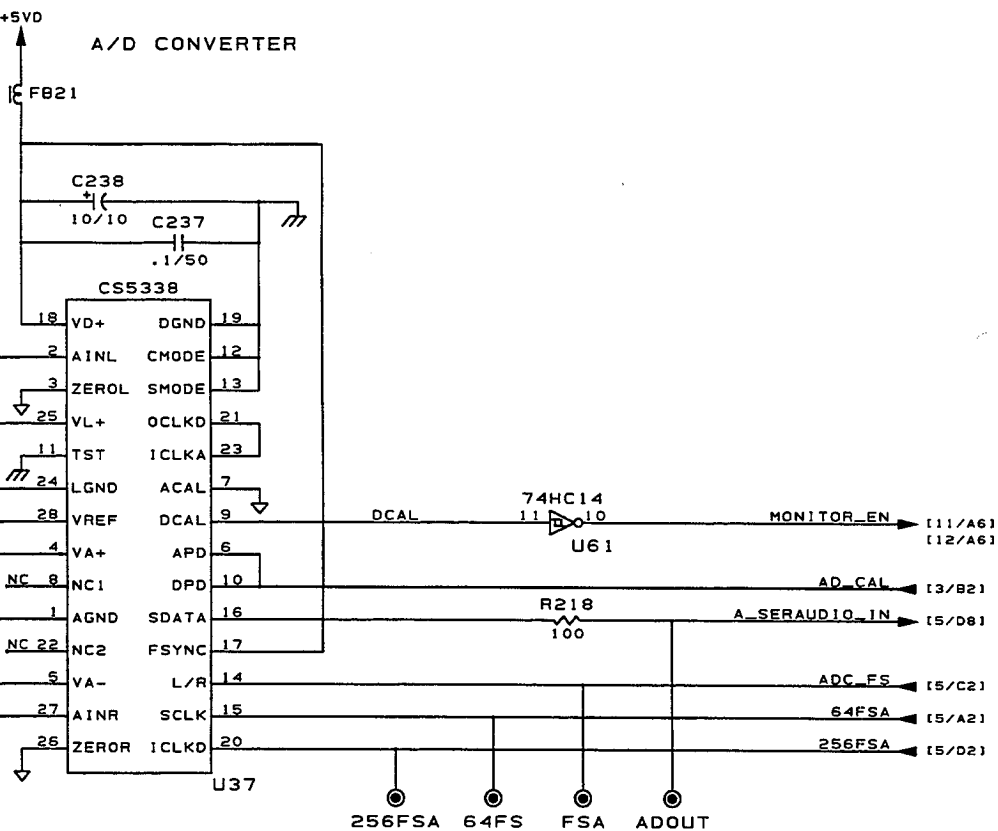 +5VD
A/D CONVERTER
FB21
C238
+
10/10
C237
.1/50
CS5338
18 VD+ DGND 19
2 AINL CMODE 12
3 ZEROL SMODE 13
25 VL+ OCLKD 21
11 TST ICLKA 23
24 LGND ACAL 7
28 VREF DCAL 9
4 VA+ APD 6
NC 8 NC1 DPD 10
1 AGND SDATA 16
NC 22 NC2 FSYNC 17
5 VA- L/R 14
27 AINR SCLK 15
26 ZEROR ICLKD 20
U37
DCAL
74HC14
11 10
U61
MONITOR_EN [11/A6]
[12/A6]
AD_CAL [3/B2]
R218
100
A_SERAUDIO_IN [5/D8]
ADC_FS [5/C2]
64FSA [5/A2]
256FSA [5/D2]
256FSA 64FS FSA ADOUT